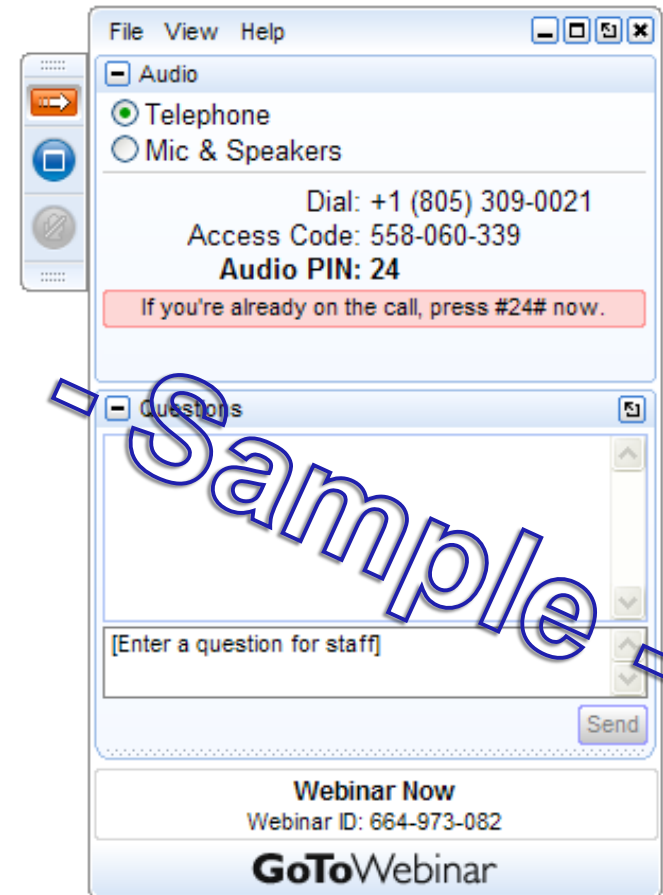 File View Help
Audio
Telephone
Mic & Speakers
Dial: +1 (805) 309-0021
Access Code: 558-060-339
Audio PIN: 24
If you're already on the call, press #24# now.
Questions
- Sample -
[Enter a question for staff]
Send
Webinar Now
Webinar ID: 664-973-082
GoToWebinar